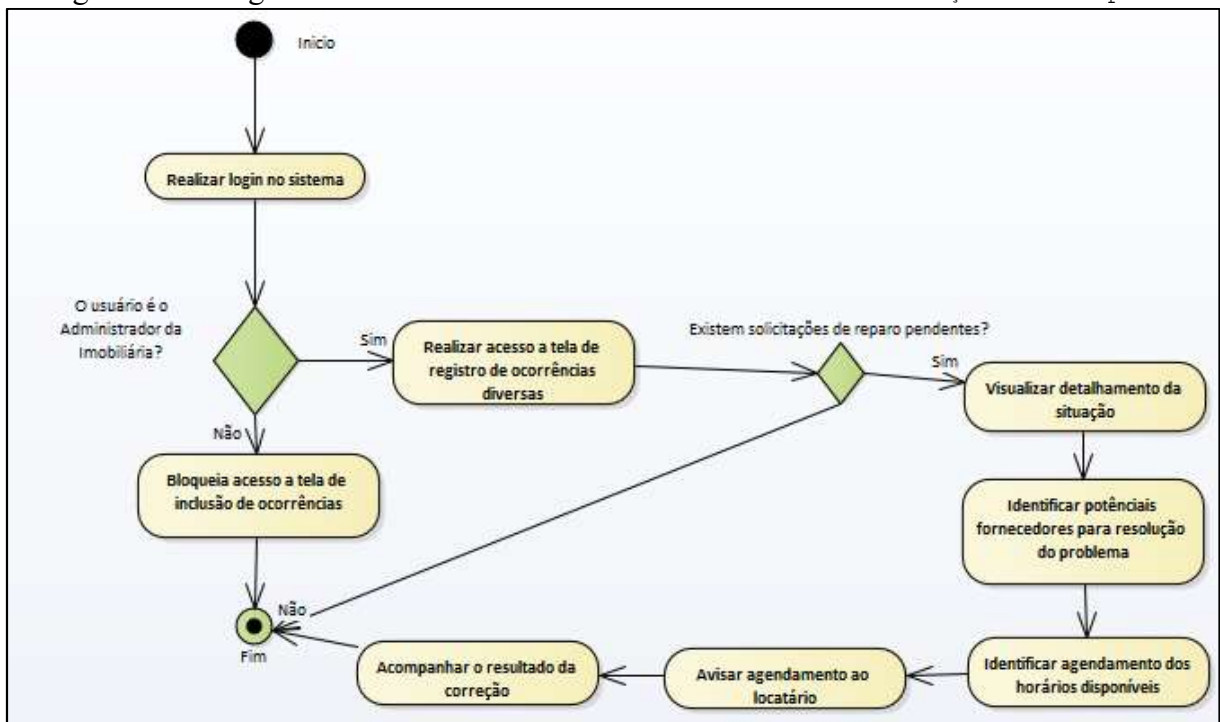 Inicio
Realizar login no sistema
O usuário é o
Administrador da
Imobiliária?
Sim
Realizar acesso a tela de
registro de ocorrências
diversas
Existem solicitações de reparo pendentes?
Sim
Visualizar detalhamento da
situação
Não
Bloqueia acesso a tela de
inclusão de ocorrências
Identificar potênciais
fornecedores para resolução
do problema
Não
Fim
Acompanhar o resultado da
correção
Avisar agendamento ao
locatário
Identificar agendamento dos
horários disponíveis